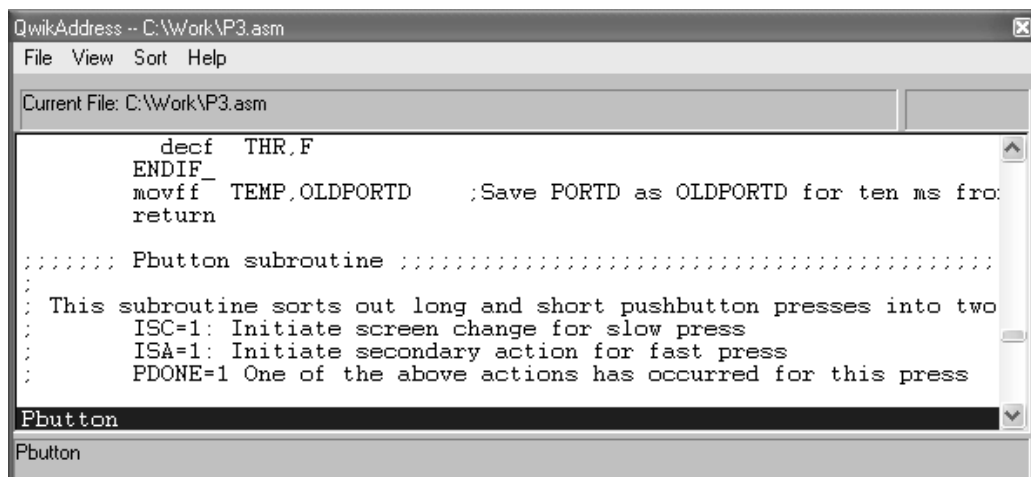 QwikAddress -- C:\Work\P3.asm
File View Sort Help
Current File: C:\Work\P3.asm
decf THR,F
ENDIF_
movff TEMP,OLDPORTD ;Save PORTD as OLDPORTD for ten ms fro
return
;;;;;;; Pbutton subroutine ;;;;;;;;;;;;;;;;;;;;;;;;;;;;;;;;;;;;;;;;;;
;
; This subroutine sorts out long and short pushbutton presses into two
; ISC=1: Initiate screen change for slow press
; ISA=1: Initiate secondary action for fast press
; PDONE=1 One of the above actions has occurred for this press
Pbutton
Pbutton